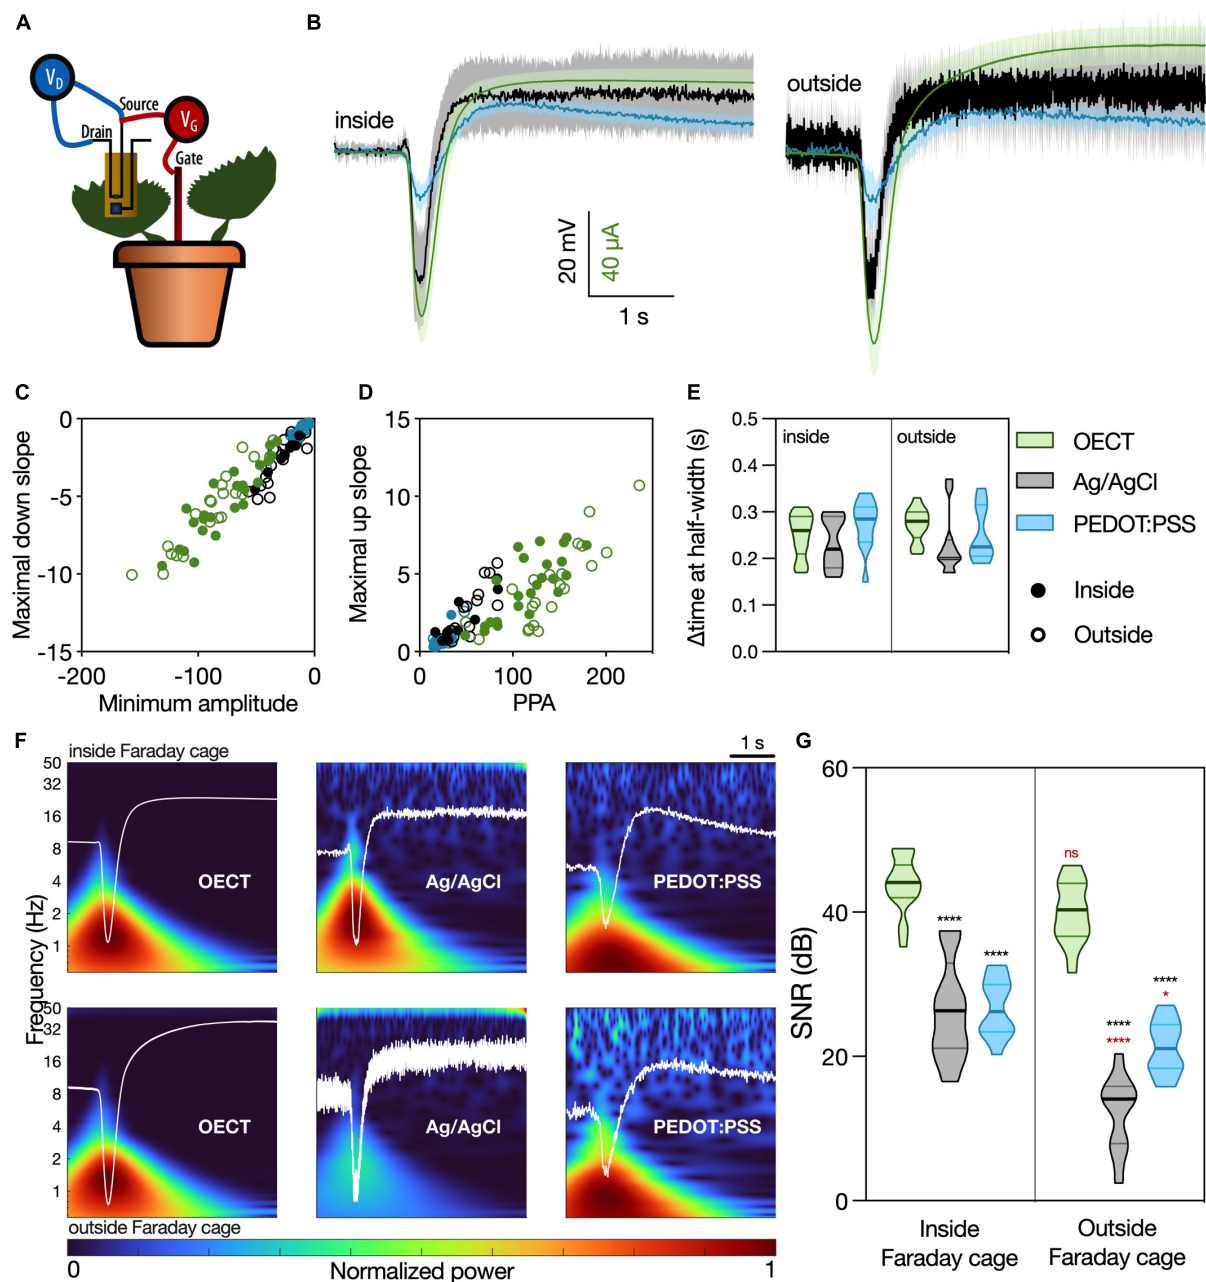 A
V_D
Source
V_G
Drain
Gate
B
inside
outside
20 mV
40 µA
1 s
C
Maximal down slope
0
-5
-10
-15
-200
-100
0
Minimum amplitude
D
Maximal up slope
15
10
5
0
0
100
200
PPA
E
Δtime at half-width (s)
0.5
0.4
0.3
0.2
0.1
0.0
inside
outside
OECT
Ag/AgCl
PEDOT:PSS
Inside
Outside
F
inside Faraday cage
1 s
Frequency (Hz)
50
32
16
8
4
2
1
OECT
Ag/AgCl
PEDOT:PSS
50
32
16
8
4
2
1
OECT
Ag/AgCl
PEDOT:PSS
outside Faraday cage
0
Normalized power
1
G
SNR (dB)
60
40
20
0
****
****
ns
****
****
****
*
Inside
Faraday cage
Outside
Faraday cage